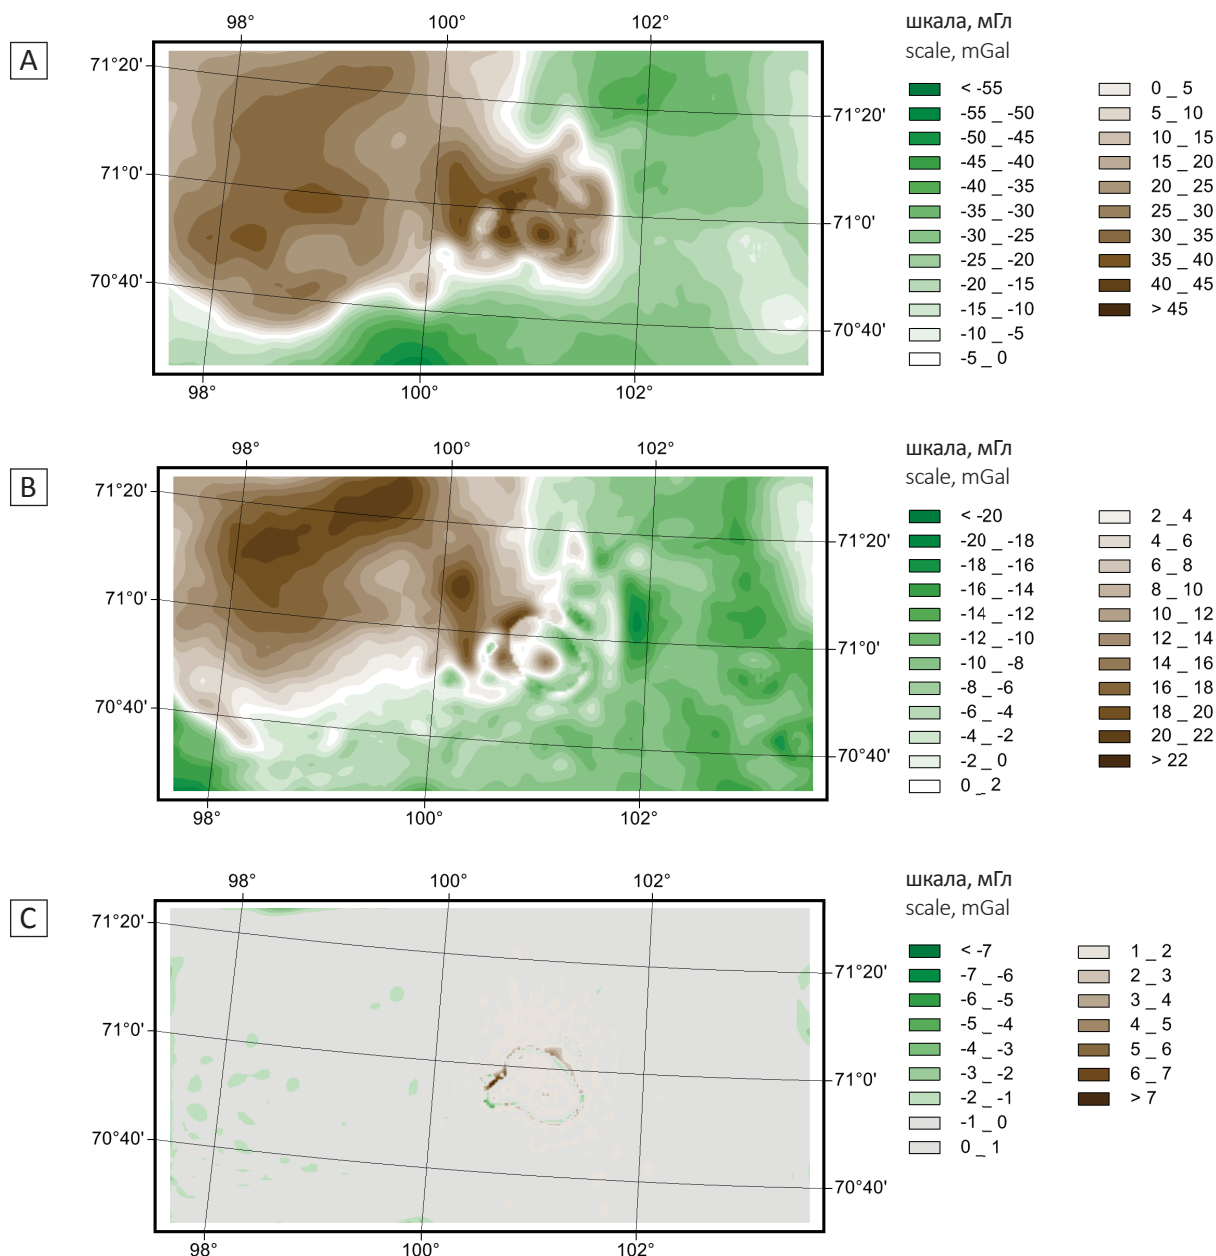 A
98°
100°
102°
71°20'
71°0'
70°40'
71°20'
71°0'
70°40'
98°
100°
102°
шкала, мГл
scale, mGal
< -55
-55 _ -50
-50 _ -45
-45 _ -40
-40 _ -35
-35 _ -30
-30 _ -25
-25 _ -20
-20 _ -15
-15 _ -10
-10 _ -5
-5 _ 0
0 _ 5
5 _ 10
10 _ 15
15 _ 20
20 _ 25
25 _ 30
30 _ 35
35 _ 40
40 _ 45
> 45
B
98°
100°
102°
71°20'
71°0'
70°40'
71°20'
71°0'
70°40'
98°
100°
102°
шкала, мГл
scale, mGal
< -20
-20 _ -18
-18 _ -16
-16 _ -14
-14 _ -12
-12 _ -10
-10 _ -8
-8 _ -6
-6 _ -4
-4 _ -2
-2 _ 0
0 _ 2
2 _ 4
4 _ 6
6 _ 8
8 _ 10
10 _ 12
12 _ 14
14 _ 16
16 _ 18
18 _ 20
20 _ 22
> 22
C
98°
100°
102°
71°20'
71°0'
70°40'
71°20'
71°0'
70°40'
98°
100°
102°
шкала, мГл
scale, mGal
< -7
-7 _ -6
-6 _ -5
-5 _ -4
-4 _ -3
-3 _ -2
-2 _ -1
-1 _ 0
0 _ 1
1 _ 2
2 _ 3
3 _ 4
4 _ 5
5 _ 6
6 _ 7
> 7